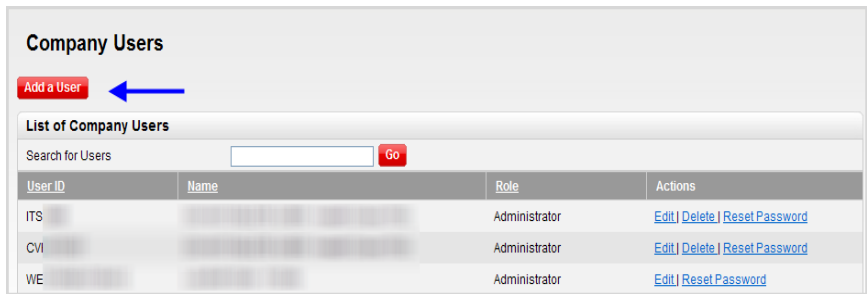 Company Users
Add a User
List of Company Users
Search for Users Go
User ID Name Role Actions
ITS Administrator Edit | Delete | Reset Password
CVI Administrator Edit | Delete | Reset Password
WE Administrator Edit | Reset Password